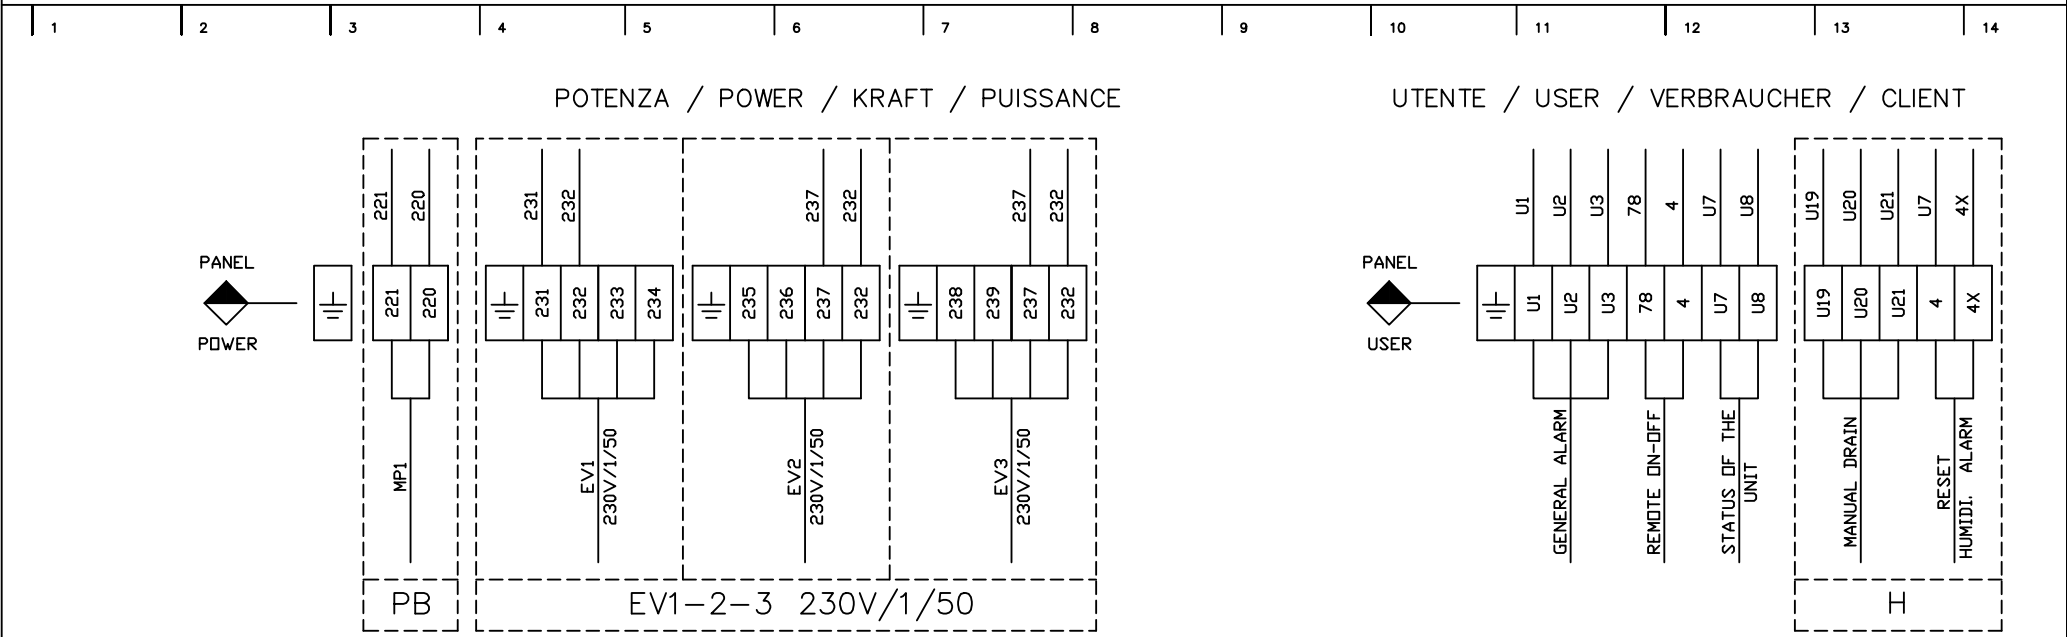 1 2 3 4 5 6 7 8 9 10 11 12 13 14
POTENZA / POWER / KRAFT / PUISSANCE
UTENTE / USER / VERBRAUCHER / CLIENT
221 220 231 232 237 232 237 232
U1 U2 U3 78 4 U7 U8 U19 U20 U21 U7 4X
PANEL
POWER
221 220
231 232 233 234
235 236 237 232
238 239 237 232
PANEL
USER
U1 U2 U3 78 4 U7 U8
U19 U20 U21 4 4X
MP1
EV1
230V/1/50
EV2
230V/1/50
EV3
230V/1/50
GENERAL ALARM
REMOTE ON-OFF
STATUS OF THE
UNIT
MANUAL DRAIN
RESET
HUMIDI. ALARM
PB
EV1-2-3 230V/1/50
H